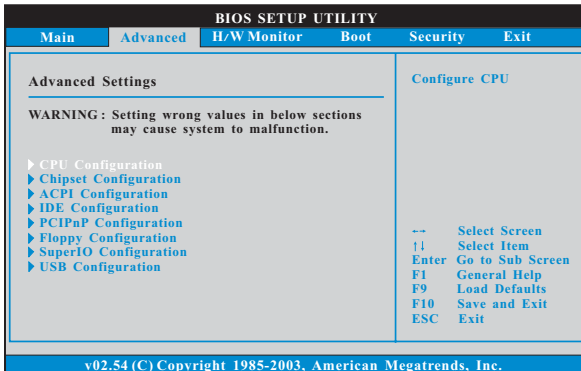 BIOS SETUP UTILITY
Main Advanced H/W Monitor Boot Security Exit
Advanced Settings
WARNING : Setting wrong values in below sections
may cause system to malfunction.
CPU Configuration
Chipset Configuration
ACPI Configuration
IDE Configuration
PCIPnP Configuration
Floppy Configuration
SuperIO Configuration
USB Configuration
Configure CPU
←→ Select Screen
↑↓ Select Item
Enter Go to Sub Screen
F1 General Help
F9 Load Defaults
F10 Save and Exit
ESC Exit
v02.54 (C) Copyright 1985-2003, American Megatrends, Inc.